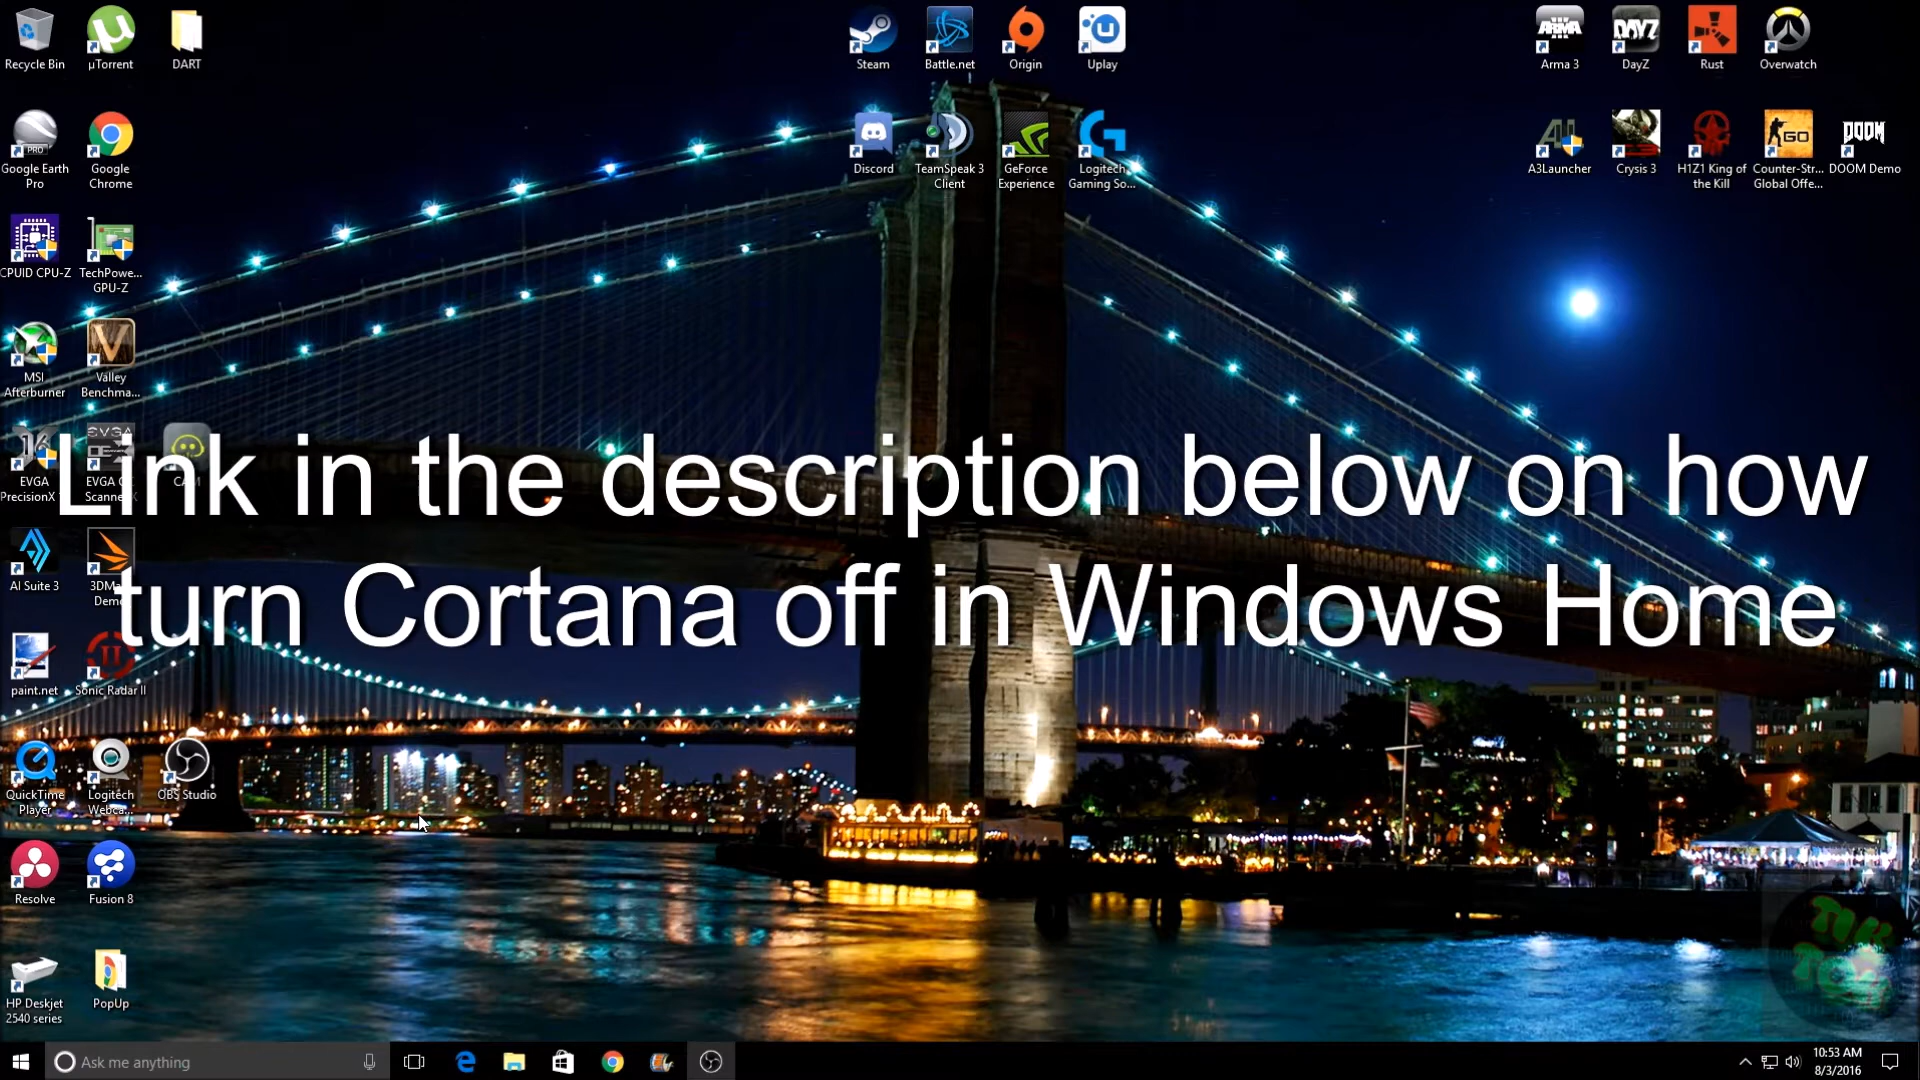 Recycle Bin
µTorrent
DART
Steam
Battle.net
Origin
Uplay
Arma 3
DayZ
Rust
Overwatch
Google Earth
Pro
Google
Chrome
Discord
TeamSpeak 3
Client
GeForce
Experience
Logitech
Gaming So...
A3Launcher
Crysis 3
H1Z1 King of
the Kill
Counter-Str...
Global Offe...
DOOM Demo
CPUID CPU-Z
TechPowe...
GPU-Z
MSI
Afterburner
Valley
Benchma...
EVGA
PrecisionX
Link in the description below on how
turn Cortana off in Windows Home
AI Suite 3
paint.net
Sonic Radar II
QuickTime
Player
Logitech
Webca...
OBS Studio
Resolve
Fusion 8
HP Deskjet
2540 series
PopUp
Ask me anything
10:53 AM
8/3/2016